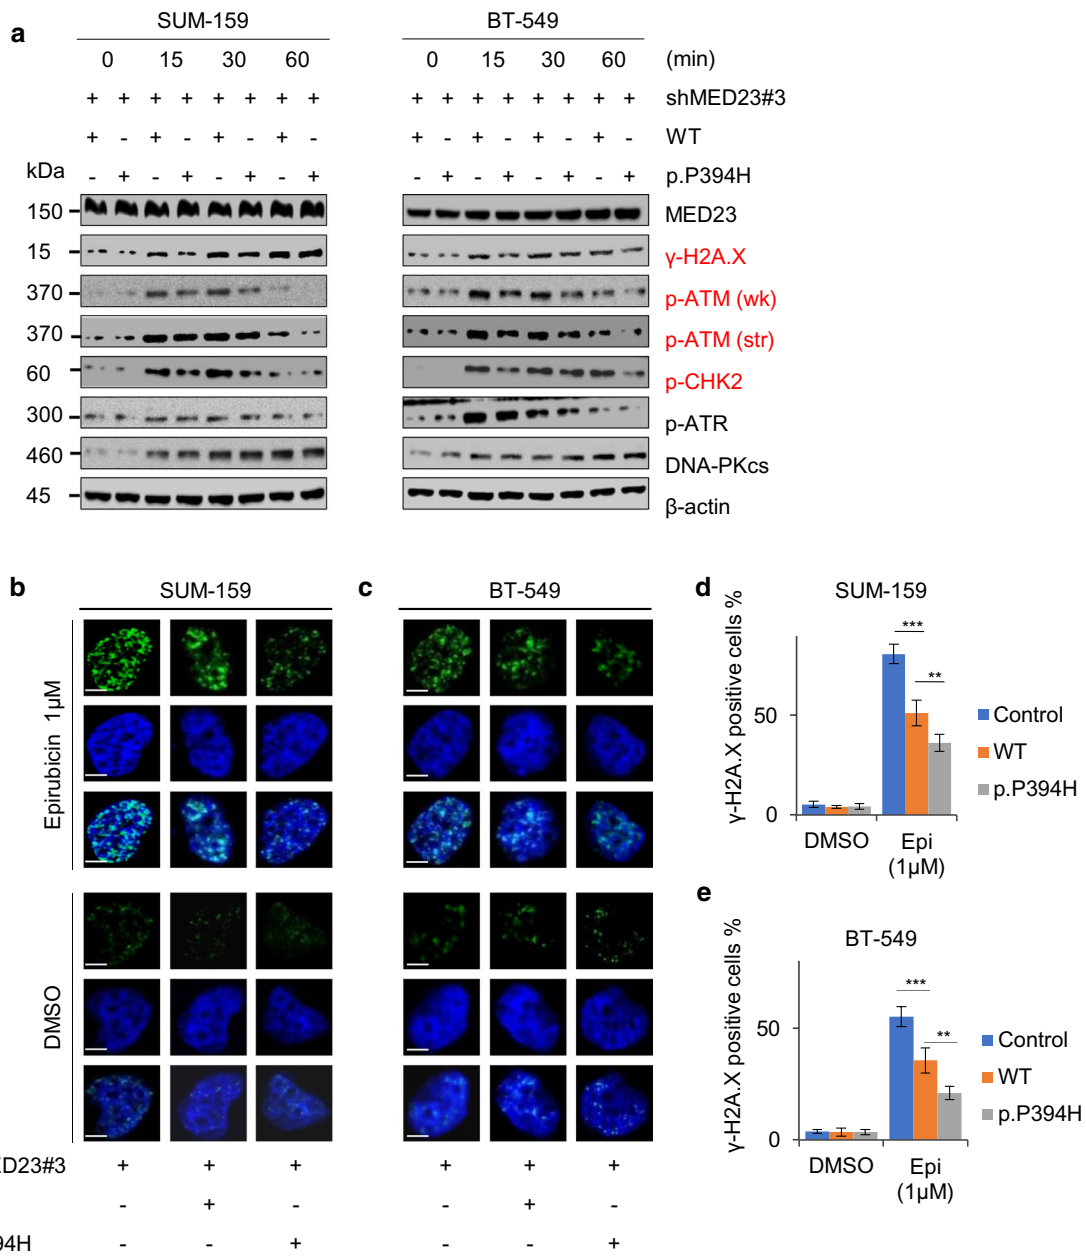 a
SUM-159 BT-549
0 15 30 60 0 15 30 60 (min)
+ + + + + + + + + + + + + + + + shMED23#3
+ - + - + - + - + - + - + - + - WT
kDa - + - + - + - + - + - + - + - + p.P394H
150 MED23
15 γ-H2A.X
370 p-ATM (wk)
370 p-ATM (str)
60 p-CHK2
300 p-ATR
460 DNA-PKcs
45 β-actin
b SUM-159
c BT-549
Epirubicin 1μM
DMSO
ED23#3 + + + + + +
- + - - + -
94H - - + - - +
d SUM-159
γ-H2A.X positive cells %
50
0
*** **
DMSO Epi
(1μM)
Control
WT
p.P394H
e
BT-549
γ-H2A.X positive cells %
50
0
*** **
DMSO Epi
(1μM)
Control
WT
p.P394H